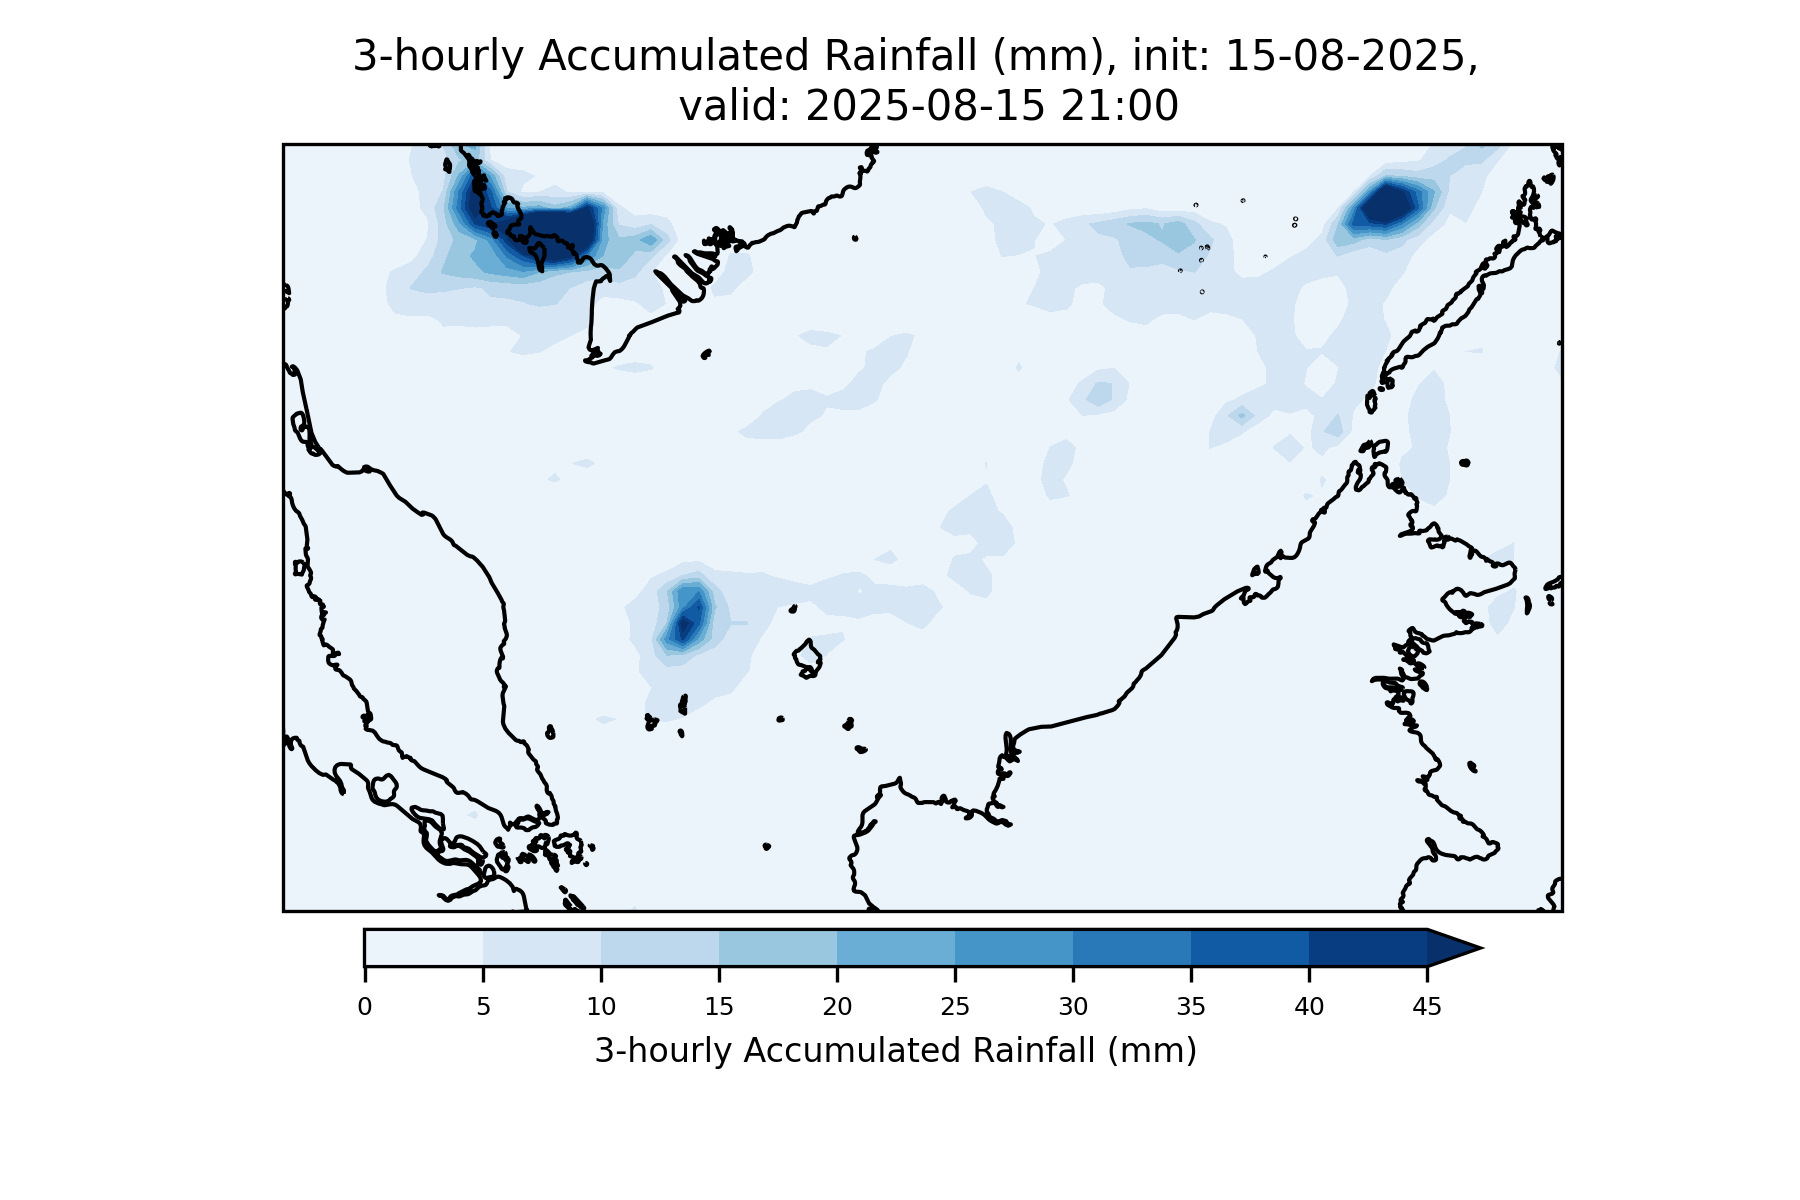 3-hourly Accumulated Rainfall (mm), init: 15-08-2025,
valid: 2025-08-15 21:00
0 5 10 15 20 25 30 35 40 45
3-hourly Accumulated Rainfall (mm)